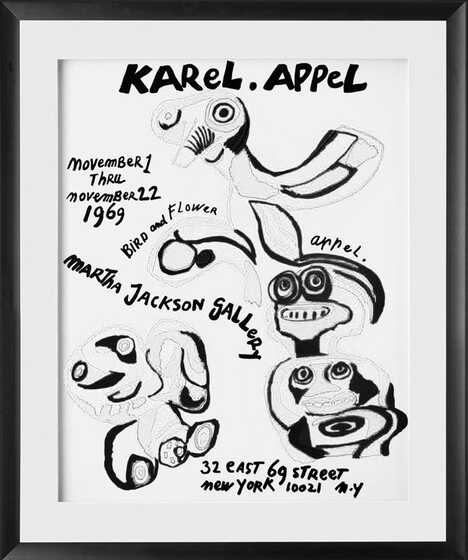 KAREL. APPEL
NOVEMBER 1
THRU
NOVEMBER 22
1969
BIRD and FLOWER
appel.
MARTHA JACKSON GALLERY
32 EAST 69 STREET
NEW YORK 10021 N.Y